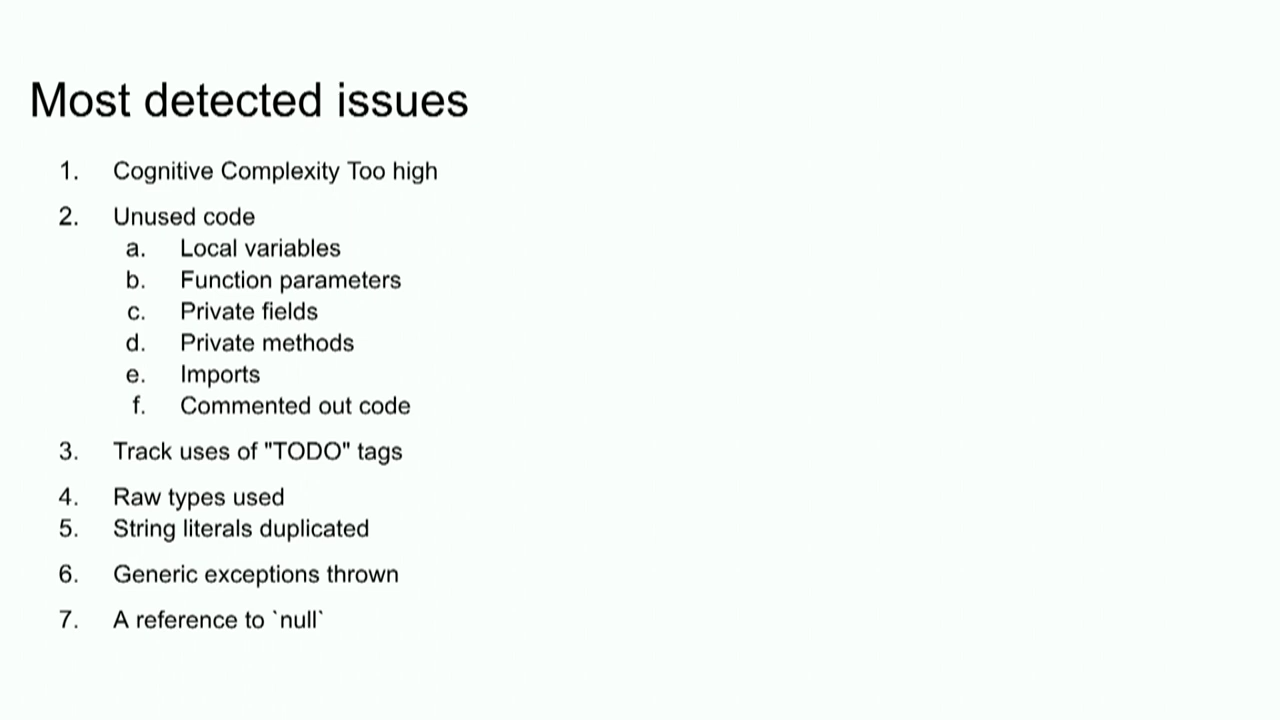 Most detected issues
1. Cognitive Complexity Too high
2. Unused code
a. Local variables
b. Function parameters
c. Private fields
d. Private methods
e. Imports
f. Commented out code
3. Track uses of "TODO" tags
4. Raw types used
5. String literals duplicated
6. Generic exceptions thrown
7. A reference to `null`